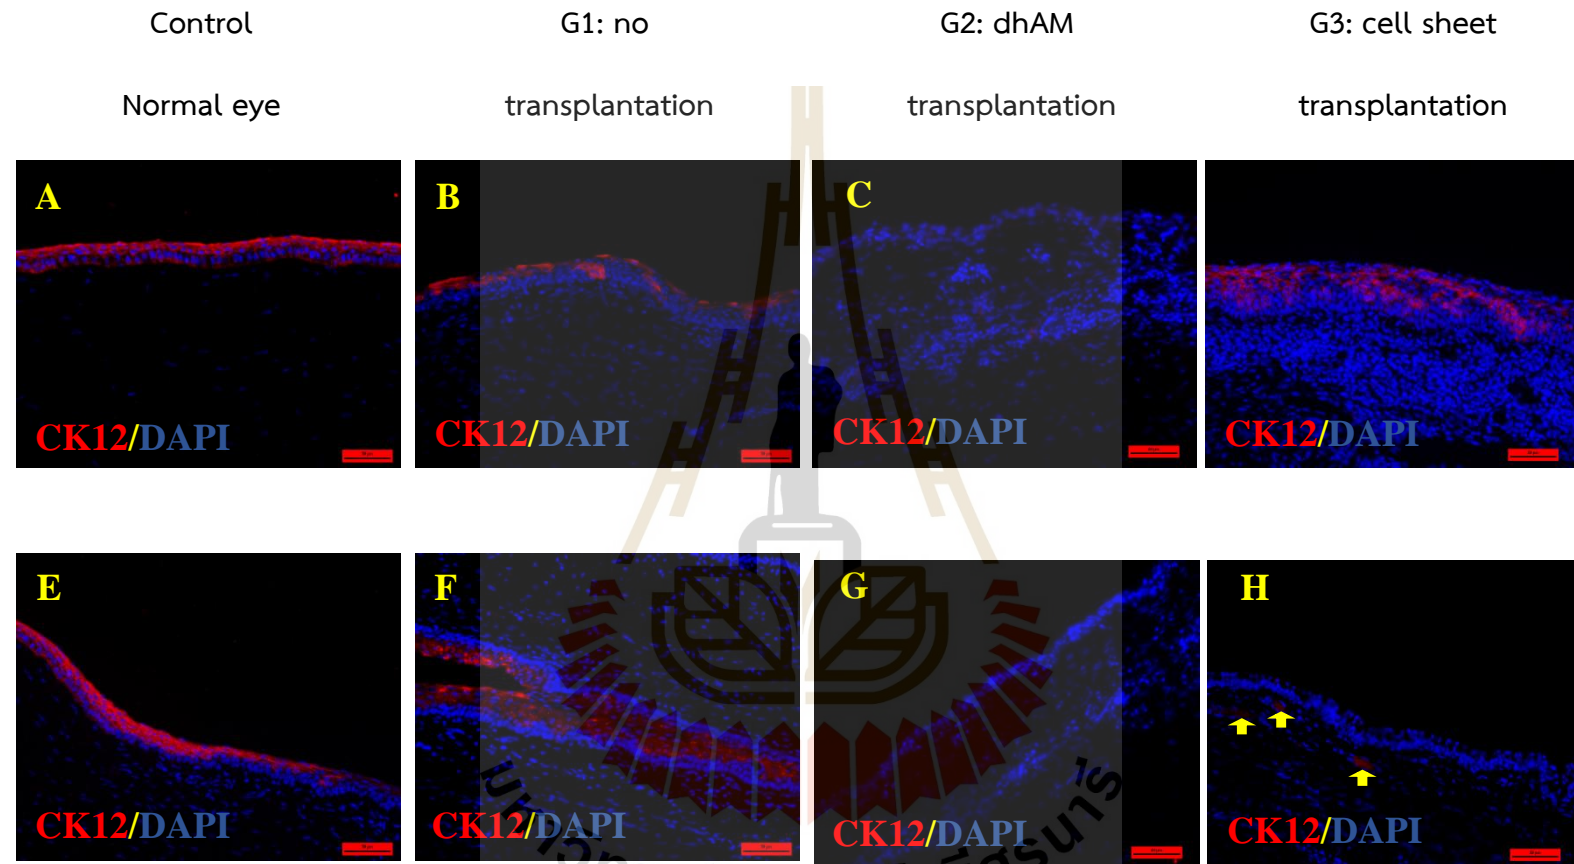 Control
Normal eye
G1: no
transplantation
G2: dhAM
transplantation
G3: cell sheet
transplantation
A
CK12/DAPI
B
CK12/DAPI
C
CK12/DAPI
CK12/DAPI
E
CK12/DAPI
F
CK12/DAPI
G
CK12/DAPI
H
CK12/DAPI